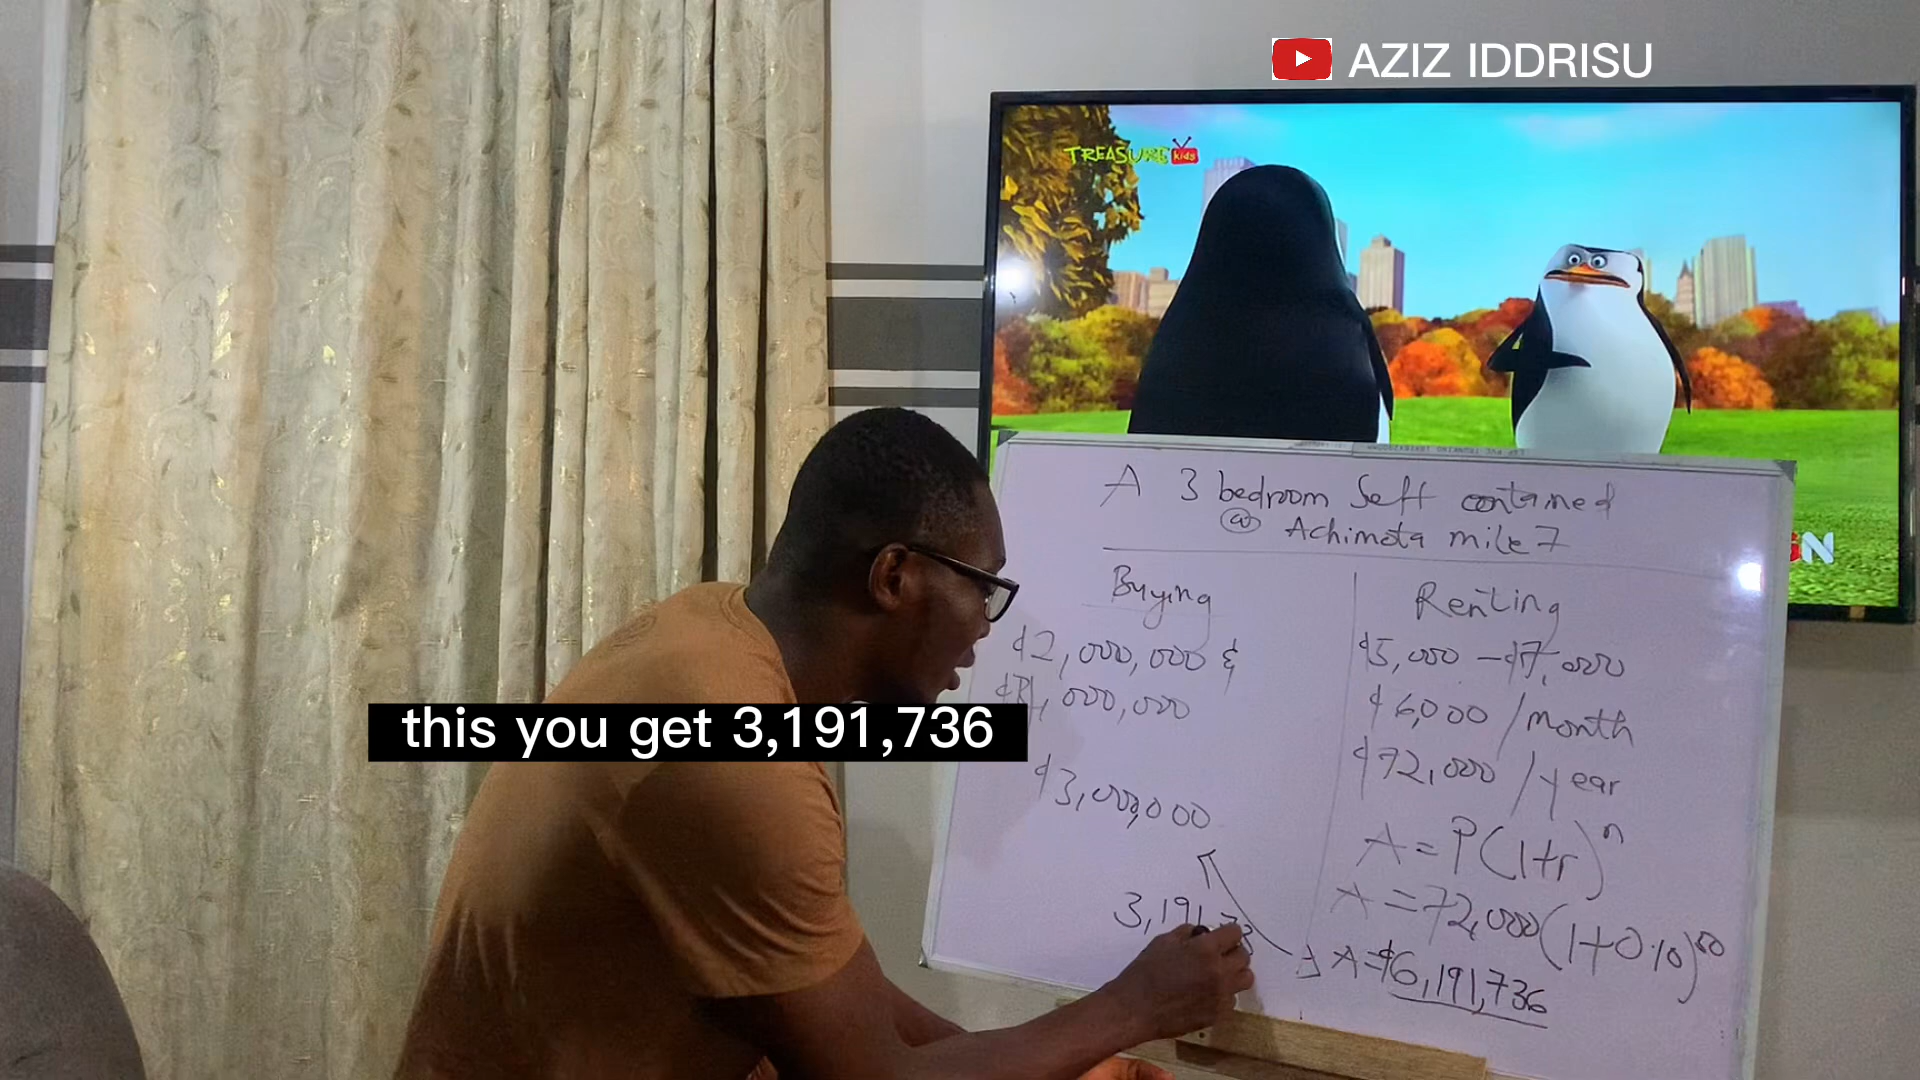 AZIZ IDDRISU
TREASURE kids
A 3 bedroom Self contained
@ Achimota mile 7
Buying
₵2,000,000 &
,000,000
₵3,000,000
3,191,73
Renting
₵5,000 - ₵7,000
₵6,000 / month
₵72,000 / year
A = P(1+r)^n
A = 72,000(1+0.10)^50
A = ₵6,191,736
this you get 3,191,736